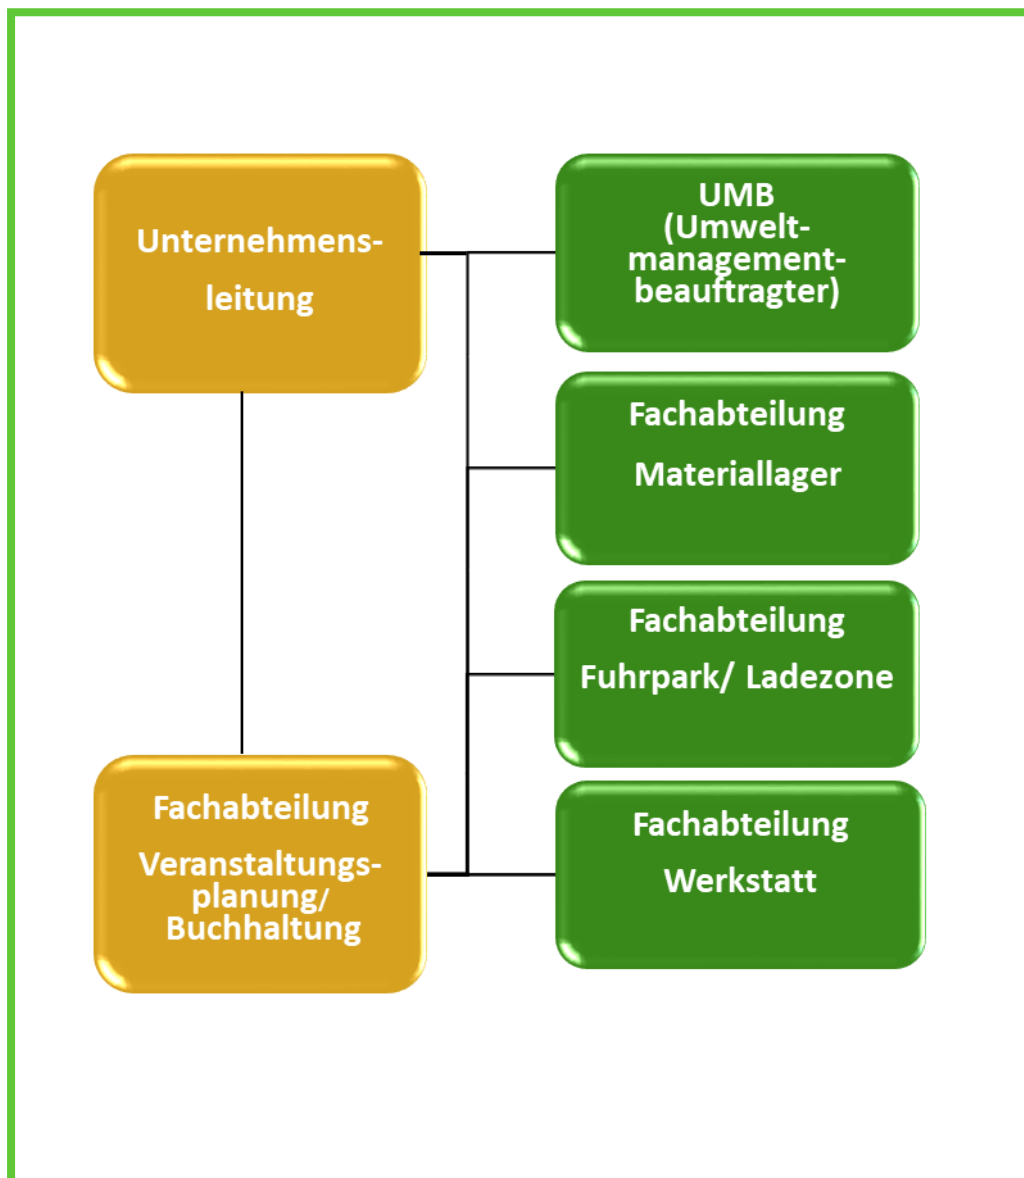 Unternehmens-
leitung
UMB
(Umwelt-
management-
beauftragter)
Fachabteilung
Materiallager
Fachabteilung
Fuhrpark/ Ladezone
Fachabteilung
Veranstaltungs-
planung/
Buchhaltung
Fachabteilung
Werkstatt